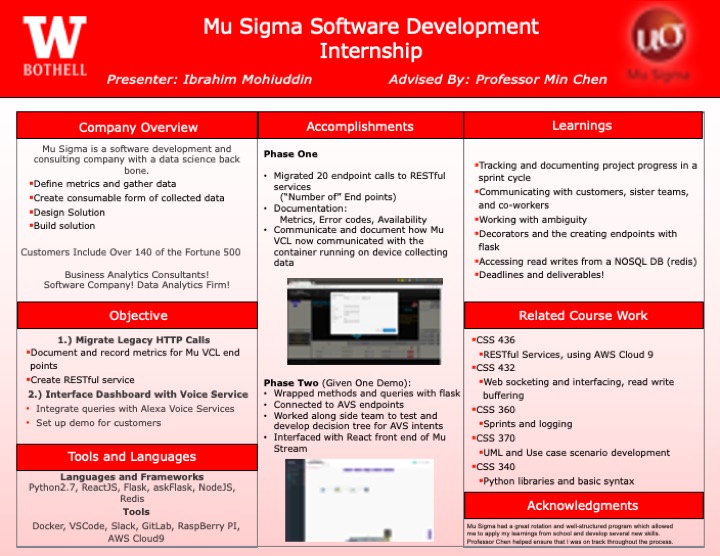 Mu Sigma Software Development
Internship
W
BOTHELL
Presenter: Ibrahim Mohiuddin
Advised By: Professor Min Chen
Mu Sigma
Company Overview
Mu Sigma is a software development and
consulting company with a data science back
bone.
▪Define metrics and gather data
▪Create consumable form of collected data
▪Design Solution
▪Build solution
Customers Include Over 140 of the Fortune 500
Business Analytics Consultants!
Software Company! Data Analytics Firm!
Objective
1.) Migrate Legacy HTTP Calls
▪Document and record metrics for Mu VCL end
points
▪Create RESTful service
2.) Interface Dashboard with Voice Service
• Integrate queries with Alexa Voice Services
• Set up demo for customers
Tools and Languages
Languages and Frameworks
Python2.7, ReactJS, Flask, askFlask, NodeJS,
Redis
Tools
Docker, VSCode, Slack, GitLab, RaspBerry PI,
AWS Cloud9
Accomplishments
Phase One
• Migrated 20 endpoint calls to RESTful
services
("Number of" End points)
• Documentation:
Metrics, Error codes, Availability
• Communicate and document how Mu
VCL now communicated with the
container running on device collecting
data
Phase Two (Given One Demo):
• Wrapped methods and queries with flask
• Connected to AVS endpoints
• Worked along side team to test and
develop decision tree for AVS intents
• Interfaced with React front end of Mu
Stream
Learnings
▪Tracking and documenting project progress in a
sprint cycle
▪Communicating with customers, sister teams,
and co-workers
▪Working with ambiguity
▪Decorators and the creating endpoints with
flask
▪Accessing read writes from a NOSQL DB (redis)
▪Deadlines and deliverables!
Related Course Work
▪CSS 436
▪RESTful Services, using AWS Cloud 9
▪CSS 432
▪Web socketing and interfacing, read write
buffering
▪CSS 360
▪Sprints and logging
▪CSS 370
▪UML and Use case scenario development
▪CSS 340
▪Python libraries and basic syntax
Acknowledgments
Mu Sigma had a great rotation and well-structured program which allowed
me to apply my learnings from school and develop several new skills.
Professor Chen helped ensure that I was on track throughout the process.